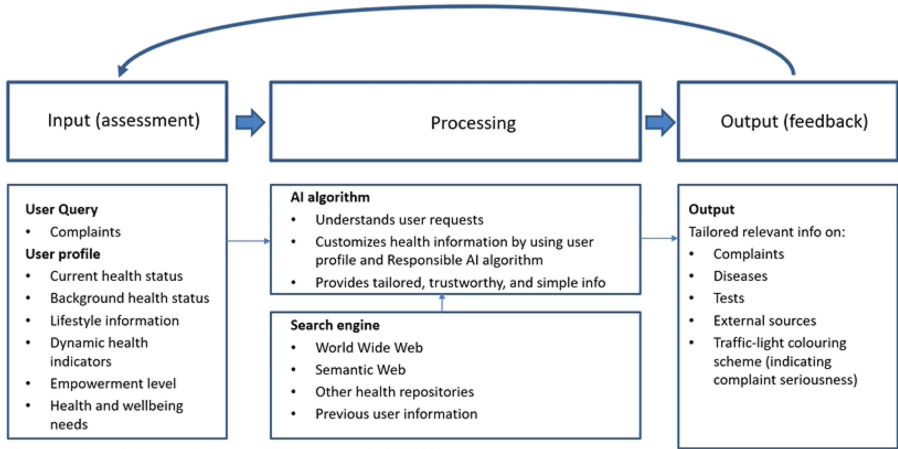 Input (assessment)
Processing
Output (feedback)
User Query
• Complaints
User profile
• Current health status
• Background health status
• Lifestyle information
• Dynamic health
indicators
• Empowerment level
• Health and wellbeing
needs
AI algorithm
• Understands user requests
• Customizes health information by using user
profile and Responsible AI algorithm
• Provides tailored, trustworthy, and simple info
Search engine
• World Wide Web
• Semantic Web
• Other health repositories
• Previous user information
Output
Tailored relevant info on:
• Complaints
• Diseases
• Tests
• External sources
• Traffic-light colouring
scheme (indicating
complaint seriousness)